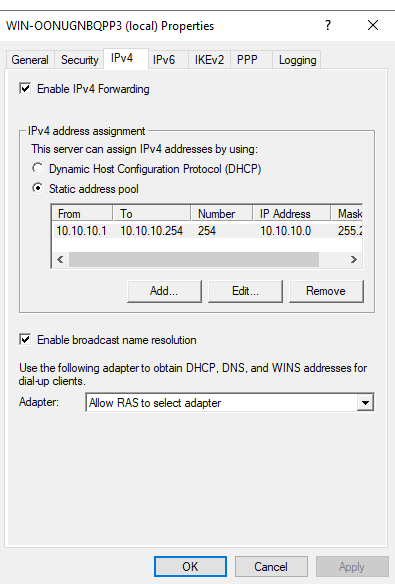 WIN-OONUGNBQPP3 (local) Properties ? ×
General Security IPv4 IPv6 IKEv2 PPP Logging
Enable IPv4 Forwarding
IPv4 address assignment
This server can assign IPv4 addresses by using:
Dynamic Host Configuration Protocol (DHCP)
Static address pool
From To Number IP Address Mask
10.10.10.1 10.10.10.254 254 10.10.10.0 255.2
Add... Edit... Remove
Enable broadcast name resolution
Use the following adapter to obtain DHCP, DNS, and WINS addresses for
dial-up clients.
Adapter: Allow RAS to select adapter
OK Cancel Apply